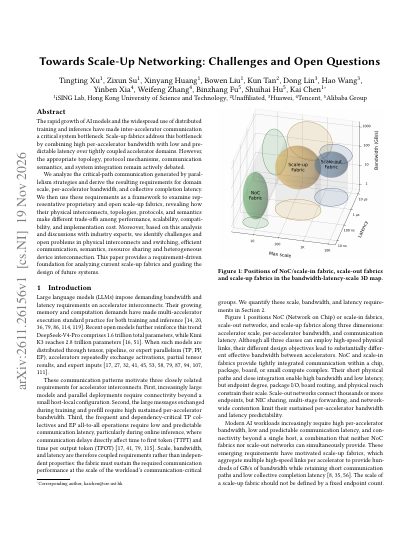 arXiv:2611.26156v1 [cs.NI] 19 Nov 2026
Towards Scale-Up Networking: Challenges and Open Questions
Tingting Xu¹, Zixin Su¹, Xinyang Huang¹, Bowen Liu¹, Kun Tan², Dong Lin³, Hao Wang³,
Yinben Xia⁴, Weifeng Zhang⁴, Binzhang Fu⁵, Shuihai Hu⁵, Kai Chen¹*
¹iSING Lab, Hong Kong University of Science and Technology, ²Unaffiliated, ³Huawei, ⁴Tencent, ⁵Alibaba Group
Abstract
The rapid growth of AI models and the widespread use of distributed
training and inference have made inter-accelerator communication
a critical system bottleneck. Scale-up fabrics address this bottleneck
by combining high per-accelerator bandwidth with low and pre-
dictable latency over tightly coupled accelerator domains. However,
the appropriate topology, protocol mechanisms, communication
semantics, and system integration remain actively debated.
We analyze the critical-path communication generated by paral-
lelism strategies and derive the resulting requirements for domain
scale, per-accelerator bandwidth, and collective completion latency.
We then use these requirements as a framework to examine rep-
resentative proprietary and open scale-up fabrics, revealing how
their physical interconnects, topologies, protocols, and semantics
make different trade-offs among performance, scalability, compati-
bility, and implementation cost. Moreover, based on this analysis
and discussions with industry experts, we identify challenges and
open problems in physical interconnects and switching, efficient
communication, semantics, resource sharing and heterogeneous
device interconnection. This paper provides a requirement-driven
foundation for analyzing current scale-up fabrics and guiding the
design of future systems.
1 Introduction
Large language models (LLMs) impose demanding bandwidth and
latency requirements on accelerator interconnects. Their growing
memory and computation demands have made multi-accelerator
execution standard practice for both training and inference
Recent open models further reinforce this trend:
DeepSeek-V4-Pro comprises 1.6 trillion total parameters, while Kimi
K3 reaches 2.8 trillion parameters [16, 51]. When such models are
distributed through tensor, pipeline, or expert parallelism (TP, PP,
EP), accelerators repeatedly exchange activations, partial tensor
results, and expert inputs
These communication patterns motivate three closely related
requirements for accelerator interconnects. First, increasingly large
models and parallel deployments require connectivity beyond a
small host-local configuration. Second, the large messages exchanged
during training and prefill require high sustained per-accelerator
bandwidth. Third, the frequent and dependency-critical TP col-
lectives and EP all-to-all operations require low and predictable
communication latency, particularly during online inference, where
communication delays directly affect time to first token (TTFT) and
time per output token (TPOT) [17, 41, 79, 115]. Scale, bandwidth,
and latency are therefore coupled requirements rather than indepen-
dent properties: the fabric must sustain the required communication
performance at the scale of the workload's communication-critical
*Corresponding author,
NoC
Fabric
Scale-up
Fabric
Scale-out
Fabric
Max Scale
Latency
Bandwidth (GB/s)
Figure 1: Positions of NoC/scale-in fabric, scale-out fabrics
and scale-up fabrics in the bandwidth-latency-scale 3D map.
groups. We quantify these scale, bandwidth, and latency require-
ments in Section 2.
Figure 1 positions NoC (Network on Chip) or scale-in fabrics,
scale-out networks, and scale-up fabrics along three dimensions:
accelerator scale, per-accelerator bandwidth, and communication
latency. Although all three classes can employ high-speed physical
links, their different design objectives lead to substantially differ-
ent effective bandwidth between accelerators. NoC and scale-in
fabrics provide tightly integrated communication within a chip,
package, board, or small compute complex. Their short physical
paths and close integration enable high bandwidth and low latency,
but endpoint degree, package I/O, board routing, and physical reach
constrain their scale. Scale-out networks connect thousands or more
endpoints, but NIC sharing, multi-stage forwarding, and network-
wide contention limit their sustained per-accelerator bandwidth
and latency predictability.
Modern AI workloads increasingly require high per-accelerator
bandwidth, low and predictable communication latency, and con-
nectivity beyond a single host, a combination that neither NoC
fabrics nor scale-out networks can simultaneously provide. These
emerging requirements have motivated scale-up fabrics, which
aggregate multiple high-speed links per accelerator to provide hun-
dreds of GB/s of bandwidth while retaining short communication
paths and low collective completion latency [8, 35, 56]. The scale of
a scale-up fabric should not be defined by a fixed endpoint count.